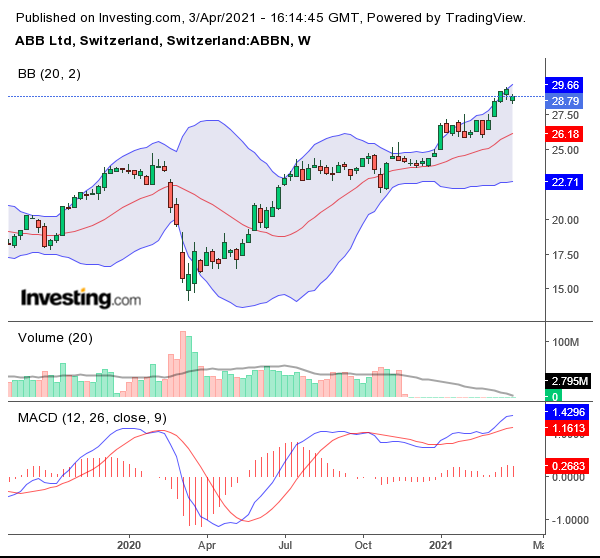 Published on Investing.com, 3/Apr/2021 - 16:14:45 GMT, Powered by TradingView.
ABB Ltd, Switzerland, Switzerland:ABBN, W
BB (20, 2)
29.66
28.79
27.50
26.18
25.00
22.71
20.00
17.50
15.00
Investing.com
Volume (20)
100M
2.795M
0
MACD (12, 26, close, 9)
1.4296
1.1613
0.2683
0.0000
-1.0000
2020 Apr Jul Oct 2021